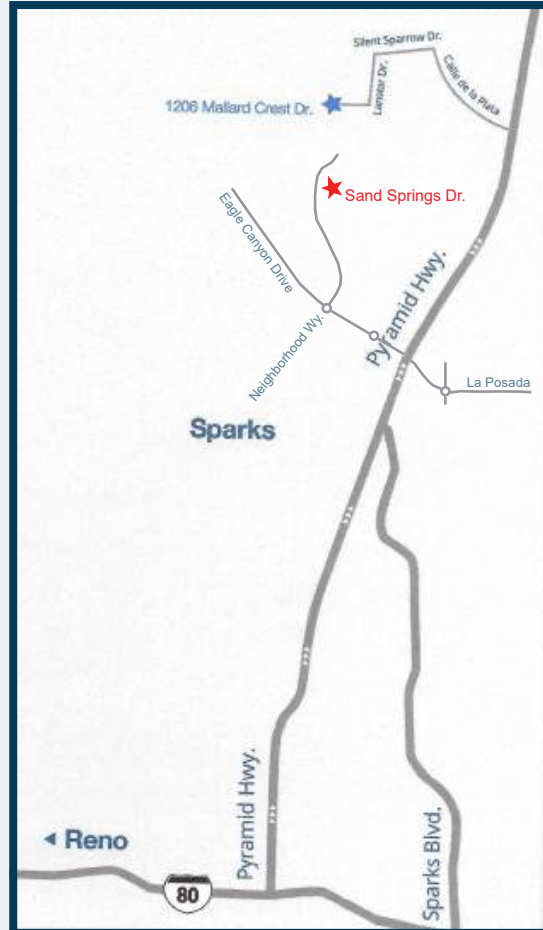 Silent Sparrow Dr.
Calle de la Plata
Lanstar Dr.
1206 Mallard Crest Dr.
Sand Springs Dr.
Eagle Canyon Drive
Pyramid Hwy.
Neighborhood Wy.
La Posada
Sparks
Pyramid Hwy.
Reno
Sparks Blvd.
80